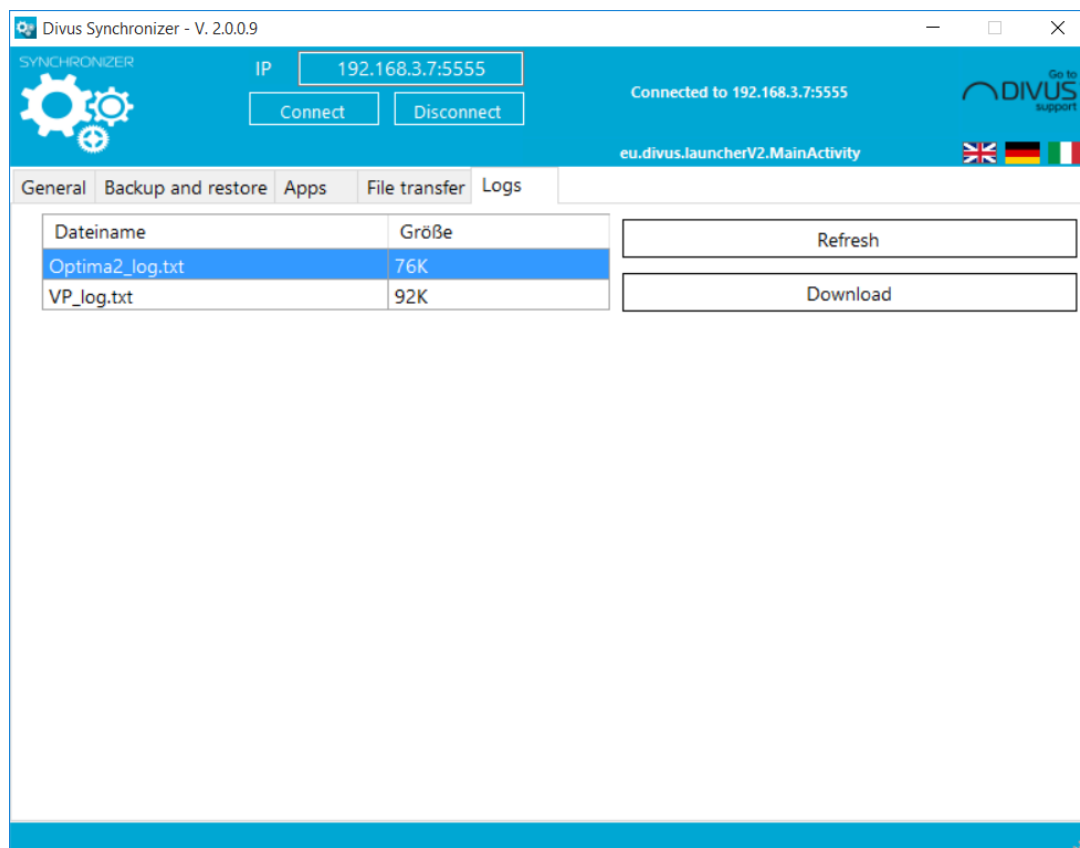 Divus Synchronizer - V. 2.0.0.9
SYNCHRONIZER
IP 192.168.3.7:5555
Connect Disconnect
Connected to 192.168.3.7:5555
eu.divus.launcherV2.MainActivity
Go to
DIVUS
support
General Backup and restore Apps File transfer Logs
Dateiname Größe
Optima2_log.txt 76K
VP_log.txt 92K
Refresh
Download